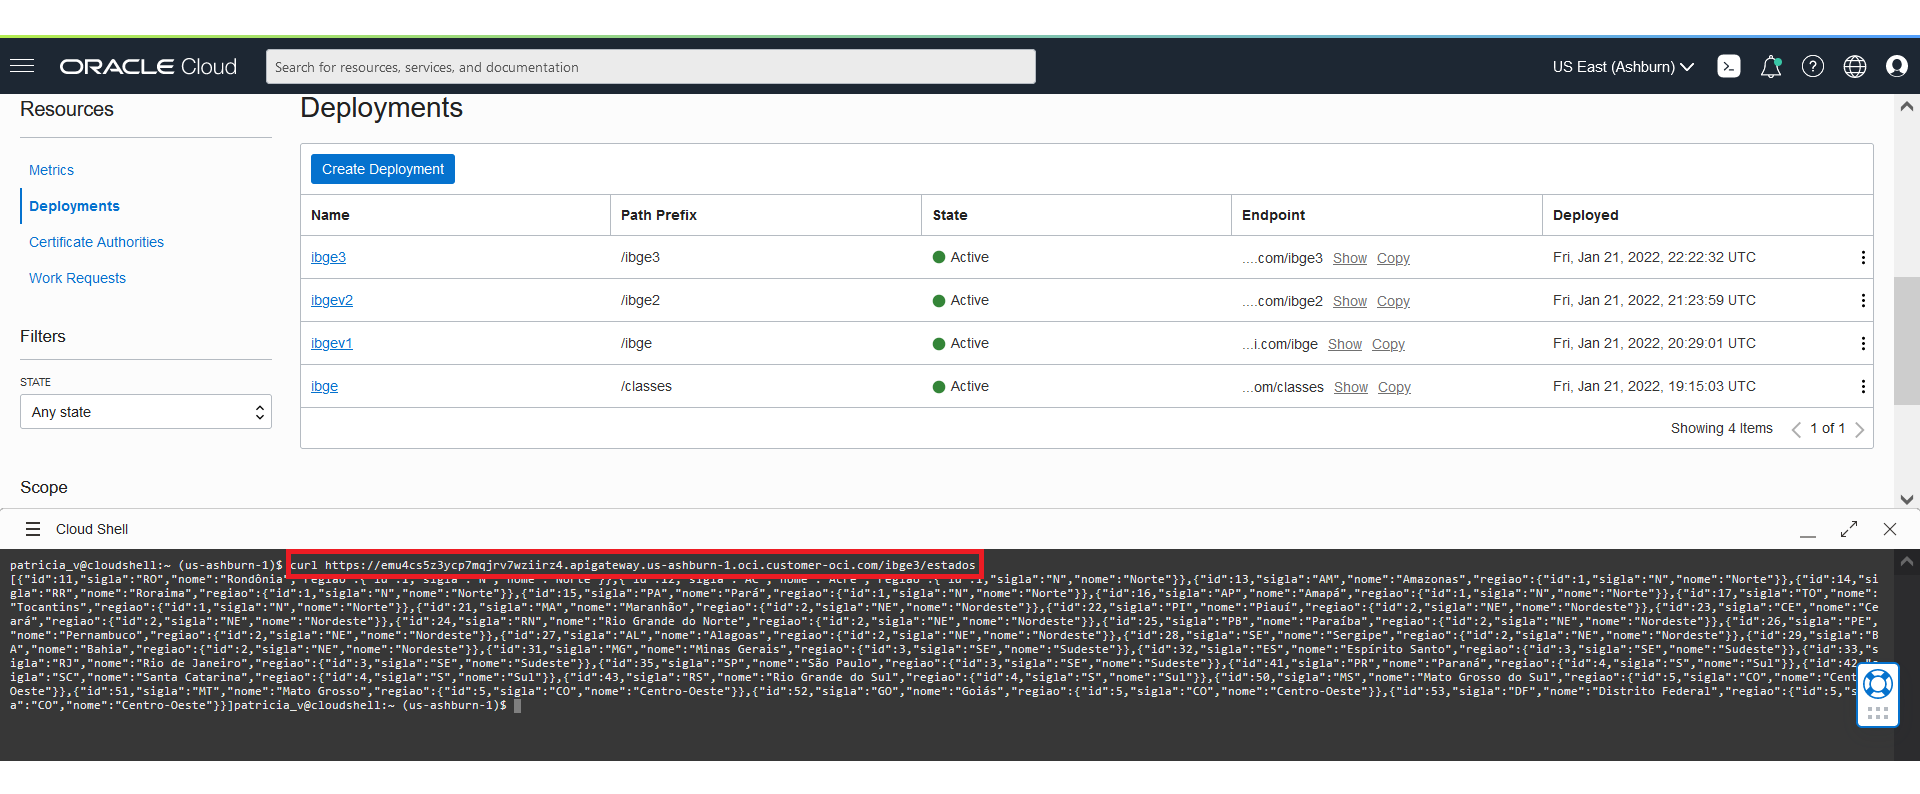 ORACLE Cloud
Search for resources, services, and documentation
US East (Ashburn)
Resources
Metrics
Deployments
Certificate Authorities
Work Requests
Filters
STATE
Any state
Scope
Deployments
Create Deployment
Name Path Prefix State Endpoint Deployed
ibge3 /ibge3 Active ....com/ibge3 Show Copy Fri, Jan 21, 2022, 22:22:32 UTC
ibgev2 /ibge2 Active ....com/ibge2 Show Copy Fri, Jan 21, 2022, 21:23:59 UTC
ibgev1 /ibge Active ...i.com/ibge Show Copy Fri, Jan 21, 2022, 20:29:01 UTC
ibge /classes Active ...om/classes Show Copy Fri, Jan 21, 2022, 19:15:03 UTC
Showing 4 Items 1 of 1
Cloud Shell
patricia_v@cloudshell:~ (us-ashburn-1)$ curl https://emu4cs5z3ycp7mqjrv7wziirz4.apigateway.us-ashburn-1.oci.customer-oci.com/ibge3/estados
[{"id":11,"sigla":"RO","nome":"Rondônia","regiao":{"id":1,"sigla":"N","nome":"Norte"}},{"id":12,"sigla":"AC","nome":"Acre","regiao":{"id":1,"sigla":"N","nome":"Norte"}},{"id":13,"sigla":"AM","nome":"Amazonas","regiao":{"id":1,"sigla":"N","nome":"Norte"}},{"id":14,"si
gla":"RR","nome":"Roraima","regiao":{"id":1,"sigla":"N","nome":"Norte"}},{"id":15,"sigla":"PA","nome":"Pará","regiao":{"id":1,"sigla":"N","nome":"Norte"}},{"id":16,"sigla":"AP","nome":"Amapá","regiao":{"id":1,"sigla":"N","nome":"Norte"}},{"id":17,"sigla":"TO","nome":
"Tocantins","regiao":{"id":1,"sigla":"N","nome":"Norte"}},{"id":21,"sigla":"MA","nome":"Maranhão","regiao":{"id":2,"sigla":"NE","nome":"Nordeste"}},{"id":22,"sigla":"PI","nome":"Piauí","regiao":{"id":2,"sigla":"NE","nome":"Nordeste"}},{"id":23,"sigla":"CE","nome":"Ce
ará","regiao":{"id":2,"sigla":"NE","nome":"Nordeste"}},{"id":24,"sigla":"RN","nome":"Rio Grande do Norte","regiao":{"id":2,"sigla":"NE","nome":"Nordeste"}},{"id":25,"sigla":"PB","nome":"Paraíba","regiao":{"id":2,"sigla":"NE","nome":"Nordeste"}},{"id":26,"sigla":"PE",
"nome":"Pernambuco","regiao":{"id":2,"sigla":"NE","nome":"Nordeste"}},{"id":27,"sigla":"AL","nome":"Alagoas","regiao":{"id":2,"sigla":"NE","nome":"Nordeste"}},{"id":28,"sigla":"SE","nome":"Sergipe","regiao":{"id":2,"sigla":"NE","nome":"Nordeste"}},{"id":29,"sigla":"B
A","nome":"Bahia","regiao":{"id":2,"sigla":"NE","nome":"Nordeste"}},{"id":31,"sigla":"MG","nome":"Minas Gerais","regiao":{"id":3,"sigla":"SE","nome":"Sudeste"}},{"id":32,"sigla":"ES","nome":"Espírito Santo","regiao":{"id":3,"sigla":"SE","nome":"Sudeste"}},{"id":33,"s
igla":"RJ","nome":"Rio de Janeiro","regiao":{"id":3,"sigla":"SE","nome":"Sudeste"}},{"id":35,"sigla":"SP","nome":"São Paulo","regiao":{"id":3,"sigla":"SE","nome":"Sudeste"}},{"id":41,"sigla":"PR","nome":"Paraná","regiao":{"id":4,"sigla":"S","nome":"Sul"}},{"id":42,"s
"SC","nome":"Santa Catarina","regiao":{"id":4,"sigla":"S","nome":"Sul"}},{"id":43,"sigla":"RS","nome":"Rio Grande do Sul","regiao":{"id":4,"sigla":"S","nome":"Sul"}},{"id":50,"sigla":"MS","nome":"Mato Grosso do Sul","regiao":{"id":5,"sigla":"CO","nome":"Cent
Oeste"}},{"id":51,"sigla":"MT","nome":"Mato Grosso","regiao":{"id":5,"sigla":"CO","nome":"Centro-Oeste"}},{"id":52,"sigla":"GO","nome":"Goiás","regiao":{"id":5,"sigla":"CO","nome":"Centro-Oeste"}},{"id":53,"sigla":"DF","nome":"Distrito Federal","regiao":{"id":5,"s
a":"CO","nome":"Centro-Oeste"}}]patricia_v@cloudshell:~ (us-ashburn-1)$